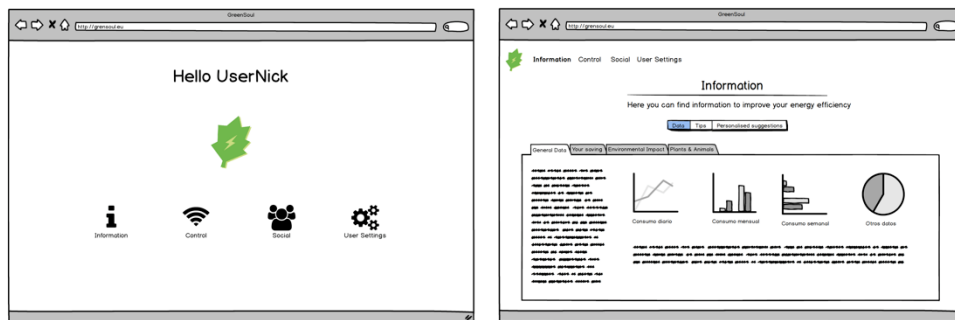 GreenSoul
http://grensoul.eu
Hello UserNick
Information
Control
Social
User Settings
GreenSoul
http://grensoul.eu
Information Control Social User Settings
Information
Here you can find information to improve your energy efficiency
Data Tips Personalised suggestions
General Data Your saving Environmental Impact Plants & Animals
Consumo diario
Consumo mensual
Consumo semanal
Otros datos